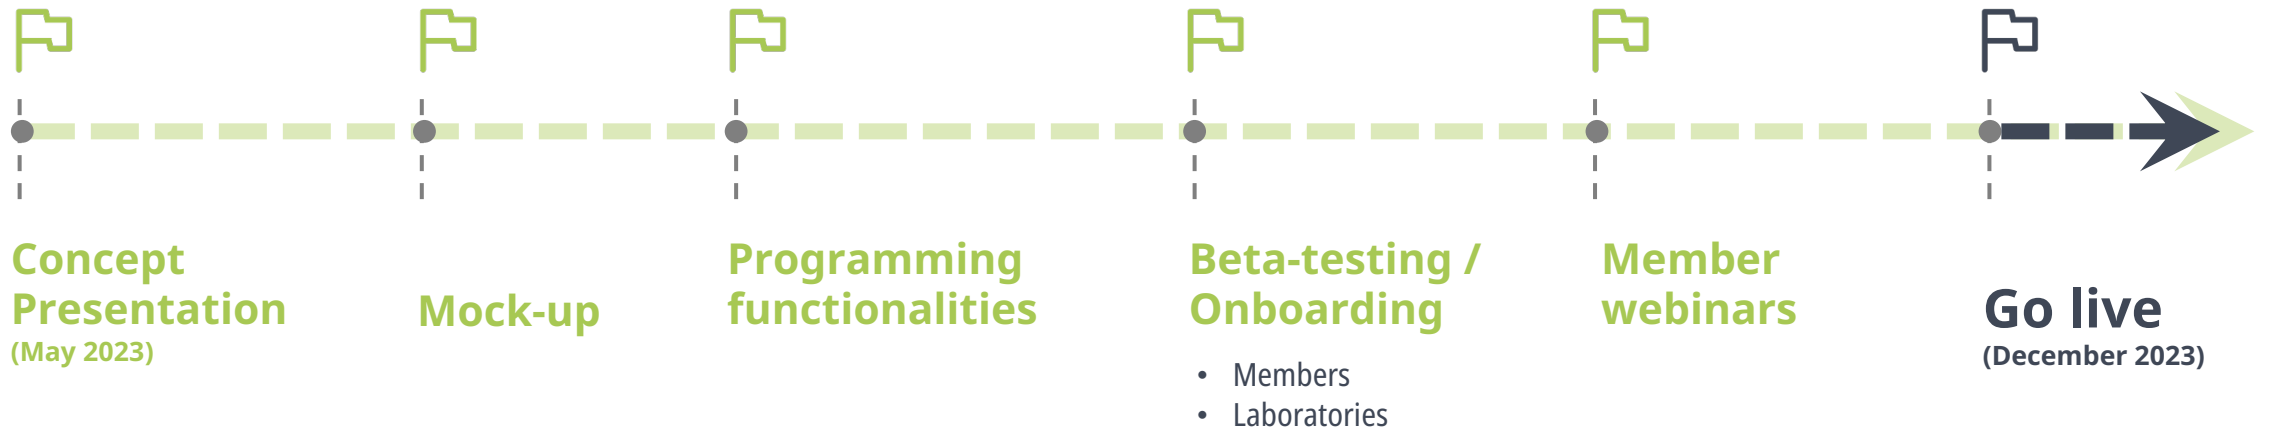 Concept
Presentation
(May 2023)
Mock-up
Programming
functionalities
Beta-testing /
Onboarding
• Members
• Laboratories
Member
webinars
Go live
(December 2023)